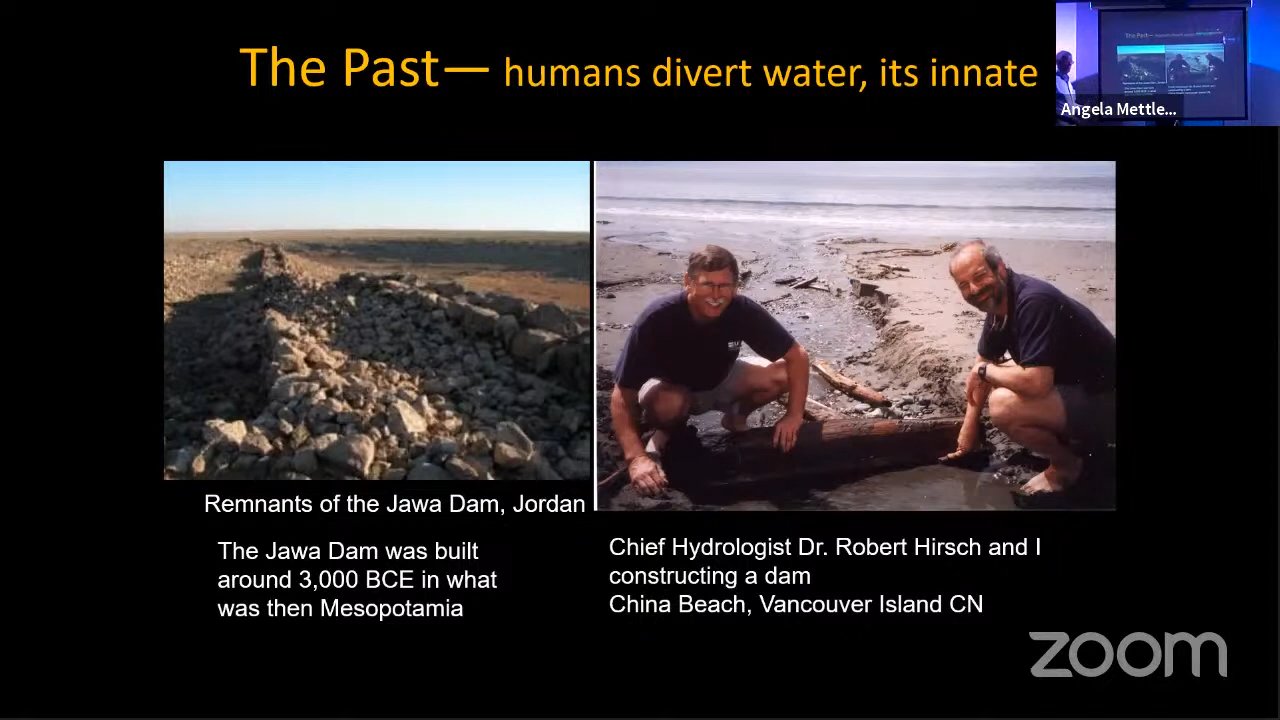 The Past— humans divert water, its innate
Angela Mettle...
Remnants of the Jawa Dam, Jordan
The Jawa Dam was built
around 3,000 BCE in what
was then Mesopotamia
Chief Hydrologist Dr. Robert Hirsch and I
constructing a dam
China Beach, Vancouver Island CN
zoom